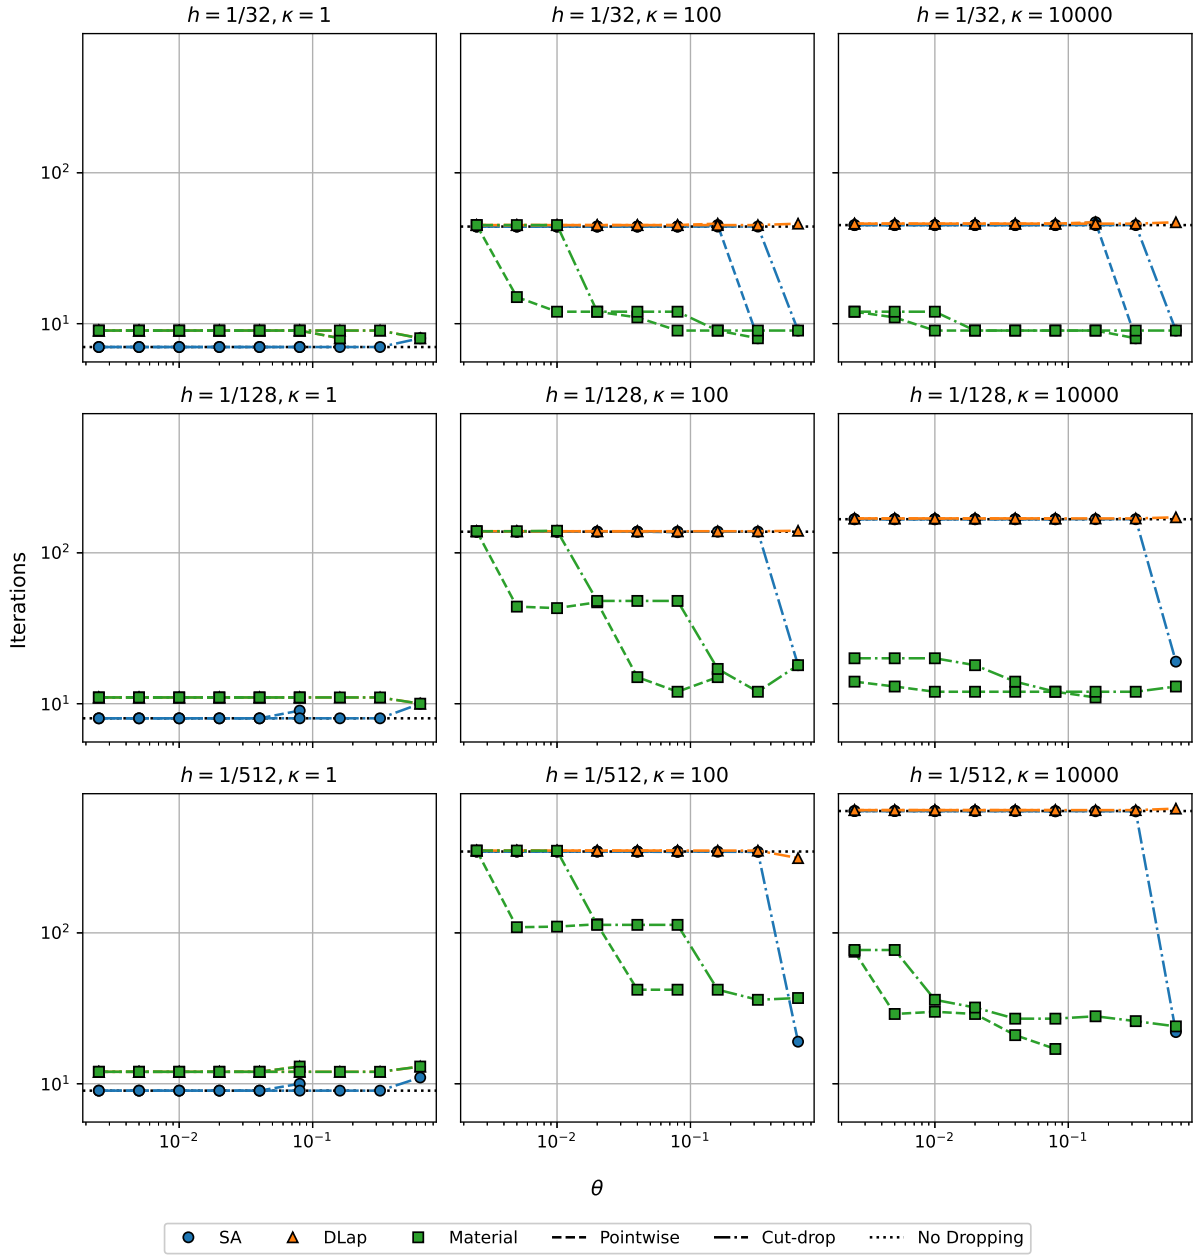 h = 1/32, κ = 1
h = 1/32, κ = 100
h = 1/32, κ = 10000
10²
10¹
h = 1/128, κ = 1
h = 1/128, κ = 100
h = 1/128, κ = 10000
10²
10¹
Iterations
h = 1/512, κ = 1
h = 1/512, κ = 100
h = 1/512, κ = 10000
10²
10¹
10⁻² 10⁻¹ 10⁻² 10⁻¹ 10⁻² 10⁻¹
θ
SA DLap Material Pointwise Cut-drop No Dropping